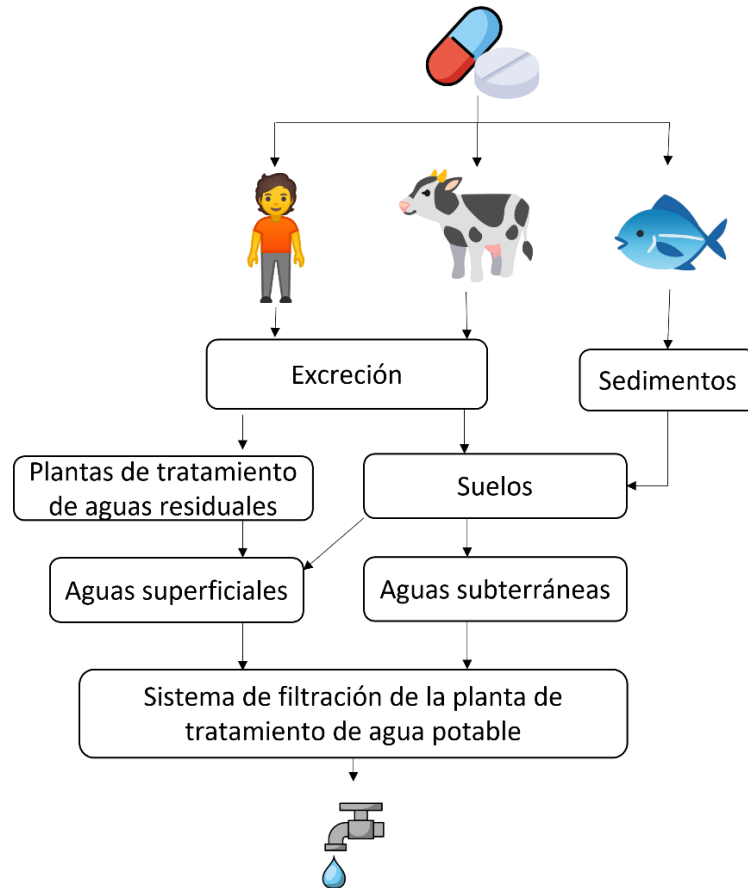 Excreción
Sedimentos
Plantas de tratamiento
de aguas residuales
Suelos
Aguas superficiales
Aguas subterráneas
Sistema de filtración de la planta de
tratamiento de agua potable